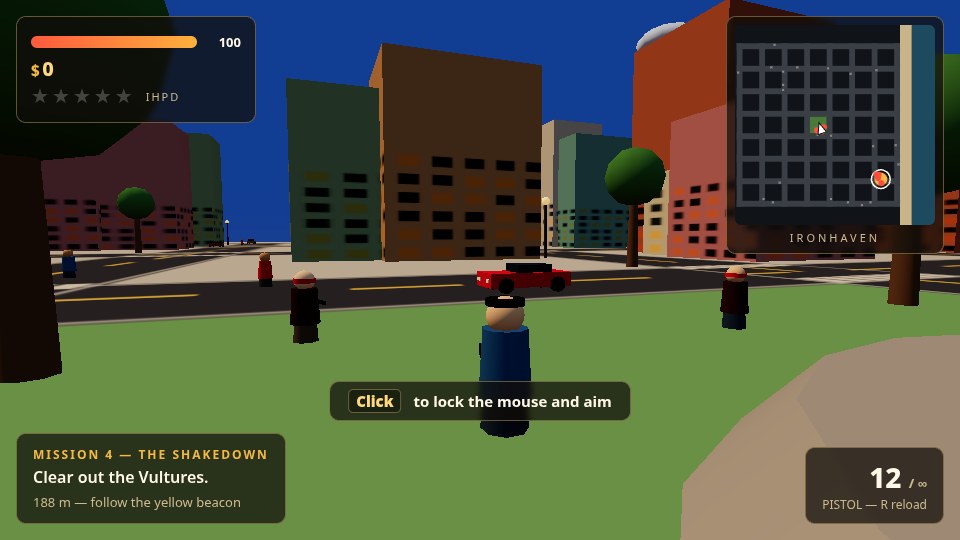 100
$0
IHPD
IRONHAVEN
Click to lock the mouse and aim
MISSION 4 — THE SHAKEDOWN
Clear out the Vultures.
188 m — follow the yellow beacon
12 / ∞
PISTOL — R reload